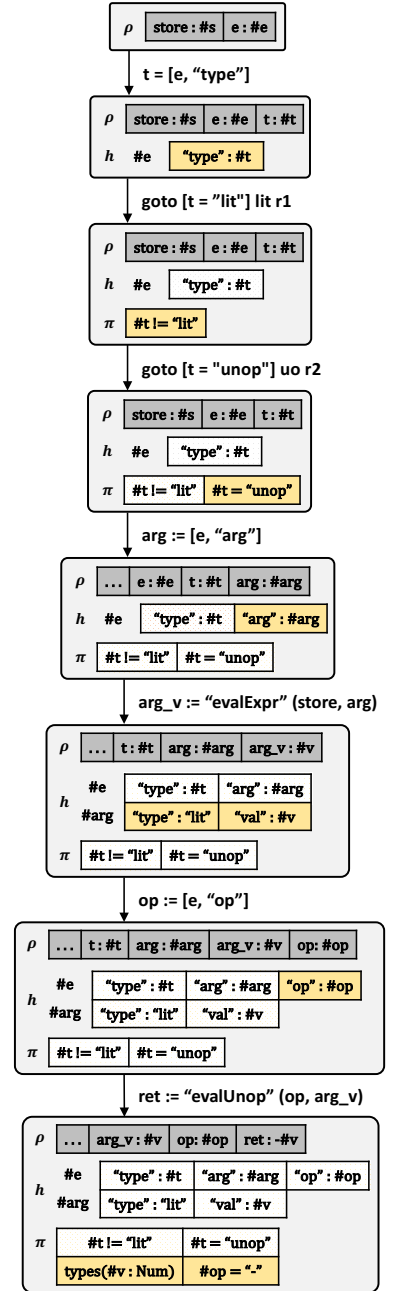 ρ store : #s e : #e
t = [e, “type”]
ρ store : #s e : #e t : #t
h #e “type” : #t
goto [t = ”lit"] lit r1
ρ store : #s e : #e t : #t
h #e “type” : #t
π #t != “lit”
goto [t = "unop"] uo r2
ρ store : #s e : #e t : #t
h #e “type” : #t
π #t != “lit” #t = “unop”
arg := [e, “arg”]
ρ ... e : #e t : #t arg : #arg
h #e “type” : #t “arg” : #arg
π #t != “lit” #t = “unop”
arg_v := “evalExpr” (store, arg)
ρ ... t : #t arg : #arg arg_v : #v
h #e “type” : #t “arg” : #arg
#arg “type” : “lit” “val” : #v
π #t != “lit” #t = “unop”
op := [e, “op”]
ρ ... t : #t arg : #arg arg_v : #v op: #op
h #e “type” : #t “arg” : #arg “op” : #op
#arg “type” : “lit” “val” : #v
π #t != “lit” #t = “unop”
ret := “evalUnop” (op, arg_v)
ρ ... arg_v : #v op: #op ret : -#v
h #e “type” : #t “arg” : #arg “op” : #op
#arg “type” : “lit” “val” : #v
π #t != “lit” #t = “unop”
types(#v : Num) #op = “-”